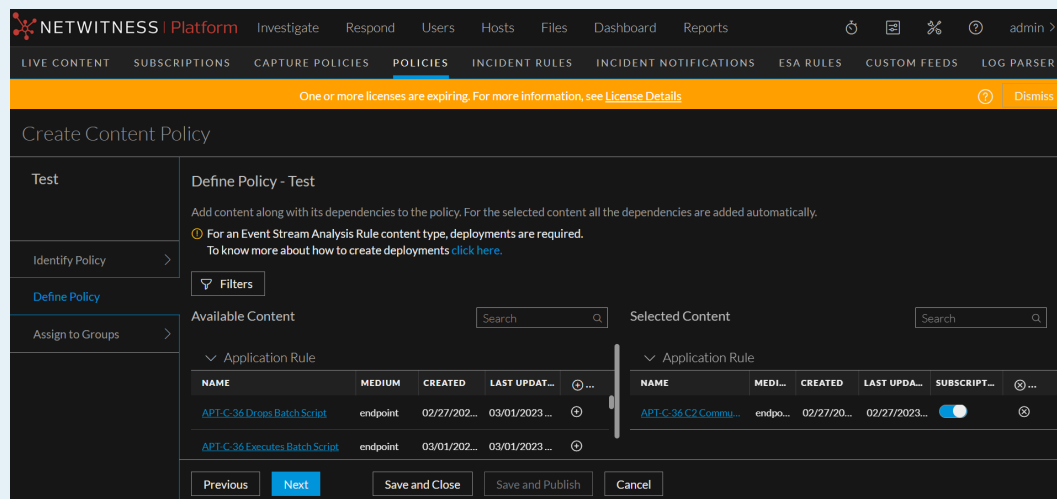 NETWITNESS Platform Investigate Respond Users Hosts Files Dashboard Reports admin >
LIVE CONTENT SUBSCRIPTIONS CAPTURE POLICIES POLICIES INCIDENT RULES INCIDENT NOTIFICATIONS ESA RULES CUSTOM FEEDS LOG PARSER
One or more licenses are expiring. For more information, see License Details Dismiss
Create Content Policy
Test
Define Policy - Test
Add content along with its dependencies to the policy. For the selected content all the dependencies are added automatically.
For an Event Stream Analysis Rule content type, deployments are required.
To know more about how to create deployments click here.
Identify Policy
Define Policy
Assign to Groups
Filters
Available Content Search
Selected Content Search
Application Rule
NAME MEDIUM CREATED LAST UPDAT... ...
APT-C-36 Drops Batch Script endpoint 02/27/202... 03/01/2023 ...
APT-C-36 Executes Batch Script endpoint 03/01/202... 03/01/2023 ...
Application Rule
NAME MEDI... CREATED LAST UPDA... SUBSCRIPT... ...
APT-C-36 C2 Commu... endpo... 02/27/20... 02/27/2023...
Previous Next Save and Close Save and Publish Cancel